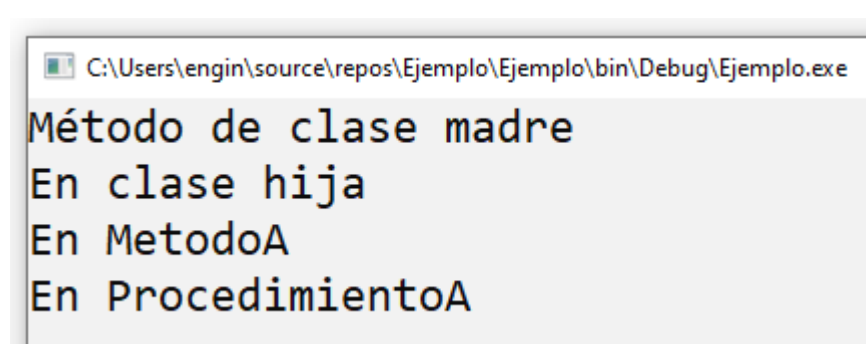 C:\Users\engin\source\repos\Ejemplo\Ejemplo\bin\Debug\Ejemplo.exe
Método de clase madre
En clase hija
En MetodoA
En ProcedimientoA